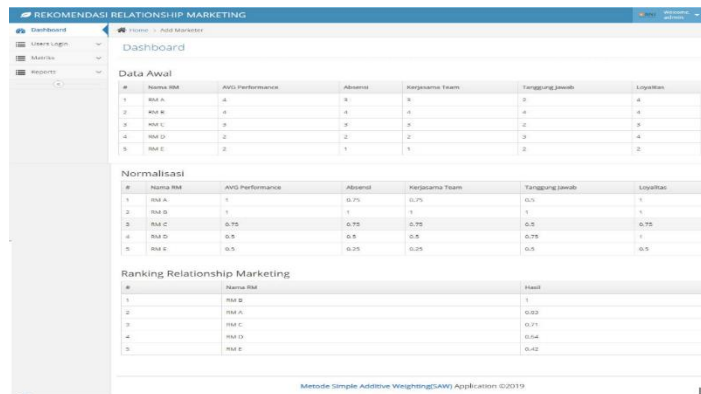 REKOMENDASI RELATIONSHIP MARKETING
Welcome, admin
Dashboard
Users Login
Matriks
Reports
Home > Add Marketer
Dashboard
Data Awal
# Nama RM AVG Performance Absensi Kerjasama Team Tanggung Jawab Loyalitas
1 RM A 4 3 3 2 4
2 RM B 4 4 4 4 4
3 RM C 3 3 3 2 3
4 RM D 2 2 2 3 4
5 RM E 2 1 1 2 2
Normalisasi
# Nama RM AVG Performance Absensi Kerjasama Team Tanggung Jawab Loyalitas
1 RM A 1 0.75 0.75 0.5 1
2 RM B 1 1 1 1 1
3 RM C 0.75 0.75 0.75 0.5 0.75
4 RM D 0.5 0.5 0.5 0.75 1
5 RM E 0.5 0.25 0.25 0.5 0.5
Ranking Relationship Marketing
# Nama RM Hasil
1 RM B 1
2 RM A 0.83
3 RM C 0.71
4 RM D 0.64
5 RM E 0.42
Metode Simple Additive Weighting(SAW) Application ©2019